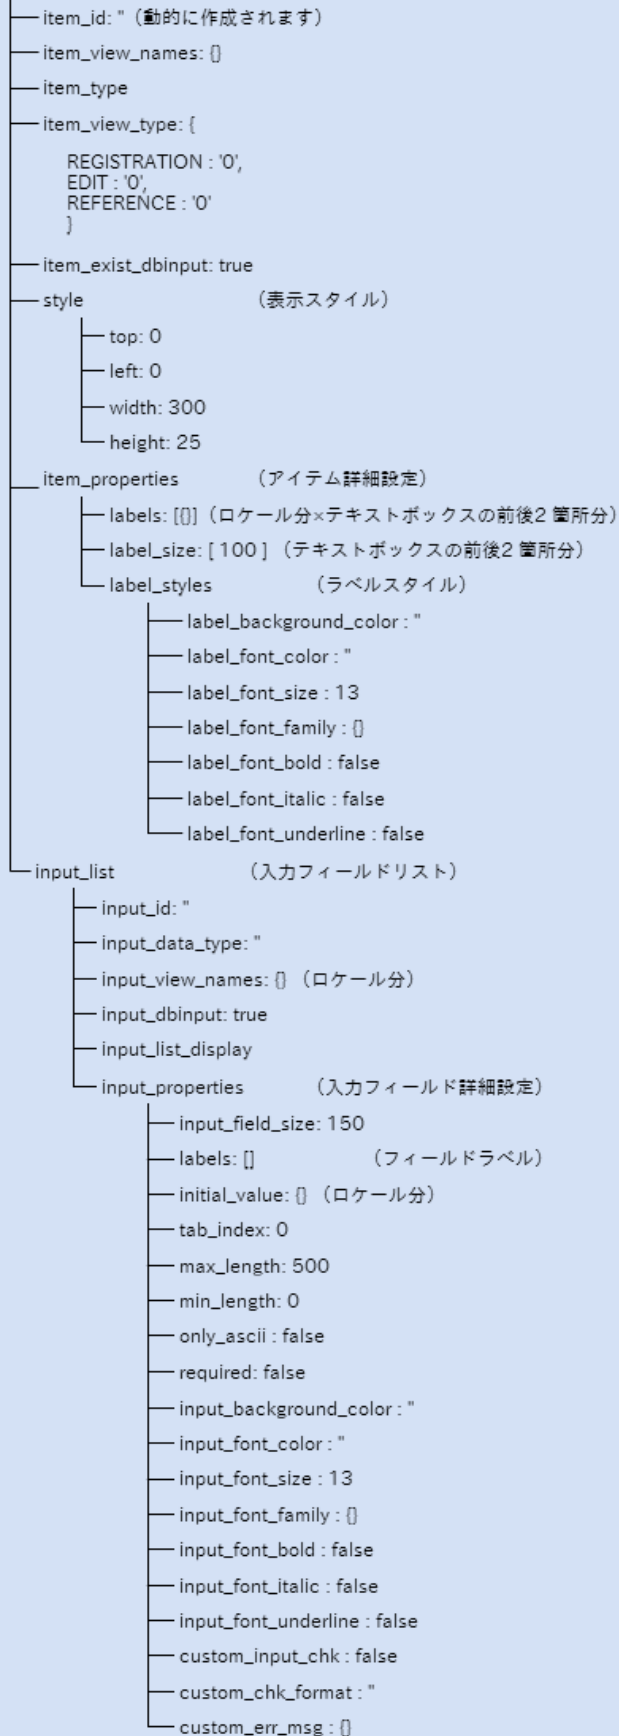 item_id: '' （動的に作成されます）
item_view_names: {}
item_type
item_view_type: {
REGISTRATION : '0',
EDIT : '0',
REFERENCE : '0'
}
item_exist_dbinput: true
style （表示スタイル）
top: 0
left: 0
width: 300
height: 25
item_properties （アイテム詳細設定）
labels: [{}] （ロケール分×テキストボックスの前後2 箇所分）
label_size: [ 100 ] （テキストボックスの前後2 箇所分）
label_styles （ラベルスタイル）
label_background_color : ''
label_font_color : ''
label_font_size : 13
label_font_family : {}
label_font_bold : false
label_font_italic : false
label_font_underline : false
input_list （入力フィールドリスト）
input_id: ''
input_data_type: ''
input_view_names: {} （ロケール分）
input_dbinput: true
input_list_display
input_properties （入力フィールド詳細設定）
input_field_size: 150
labels: [] （フィールドラベル）
initial_value: {} （ロケール分）
tab_index: 0
max_length: 500
min_length: 0
only_ascii : false
required: false
input_background_color : ''
input_font_color : ''
input_font_size : 13
input_font_family : {}
input_font_bold : false
input_font_italic : false
input_font_underline : false
custom_input_chk : false
custom_chk_format : ''
custom_err_msg : {}